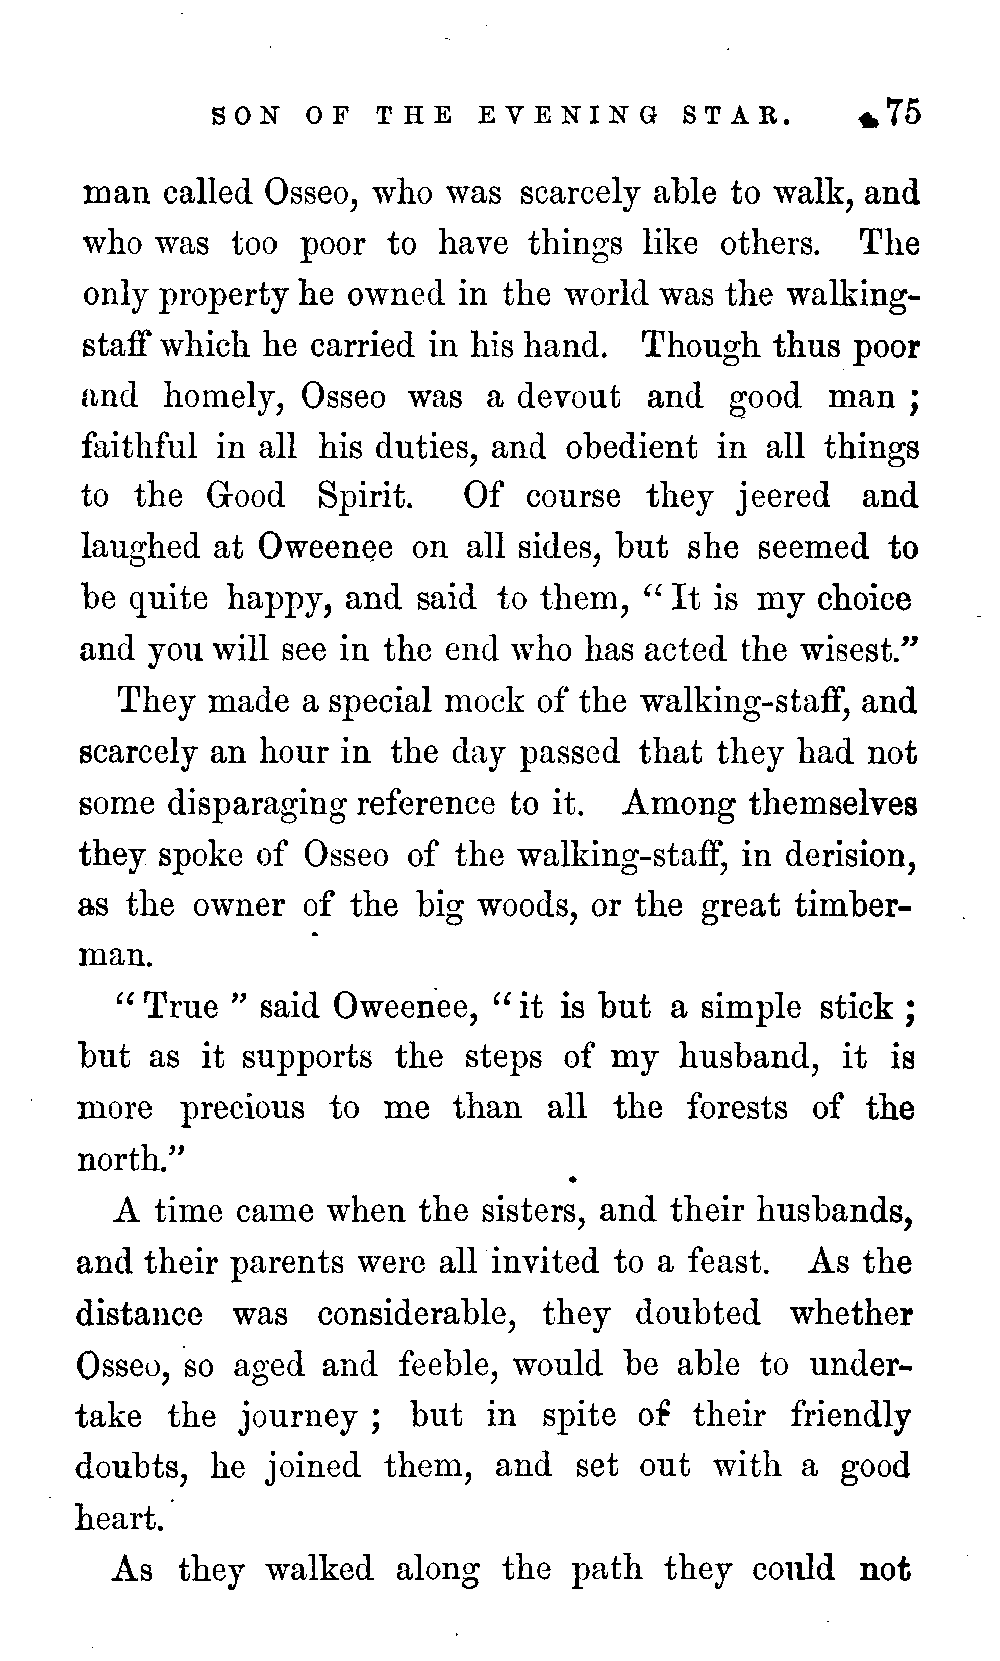 SON OF THE EVENING STAR. 75
man called Osseo, who was scarcely able to walk, and
who was too poor to have things like others. The
only property he owned in the world was the walking-
staff which he carried in his hand. Though thus poor
and homely, Osseo was a devout and good man ;
faithful in all his duties, and obedient in all things
to the Good Spirit. Of course they jeered and
laughed at Oweenee on all sides, but she seemed to
be quite happy, and said to them, “ It is my choice
and you will see in the end who has acted the wisest.”
They made a special mock of the walking-staff, and
scarcely an hour in the day passed that they had not
some disparaging reference to it. Among themselves
they spoke of Osseo of the walking-staff, in derision,
as the owner of the big woods, or the great timber-
man.
“ True ” said Oweenee, “ it is but a simple stick ;
but as it supports the steps of my husband, it is
more precious to me than all the forests of the
north.”
A time came when the sisters, and their husbands,
and their parents were all invited to a feast. As the
distance was considerable, they doubted whether
Osseo, so aged and feeble, would be able to under-
take the journey ; but in spite of their friendly
doubts, he joined them, and set out with a good
heart.
As they walked along the path they could not